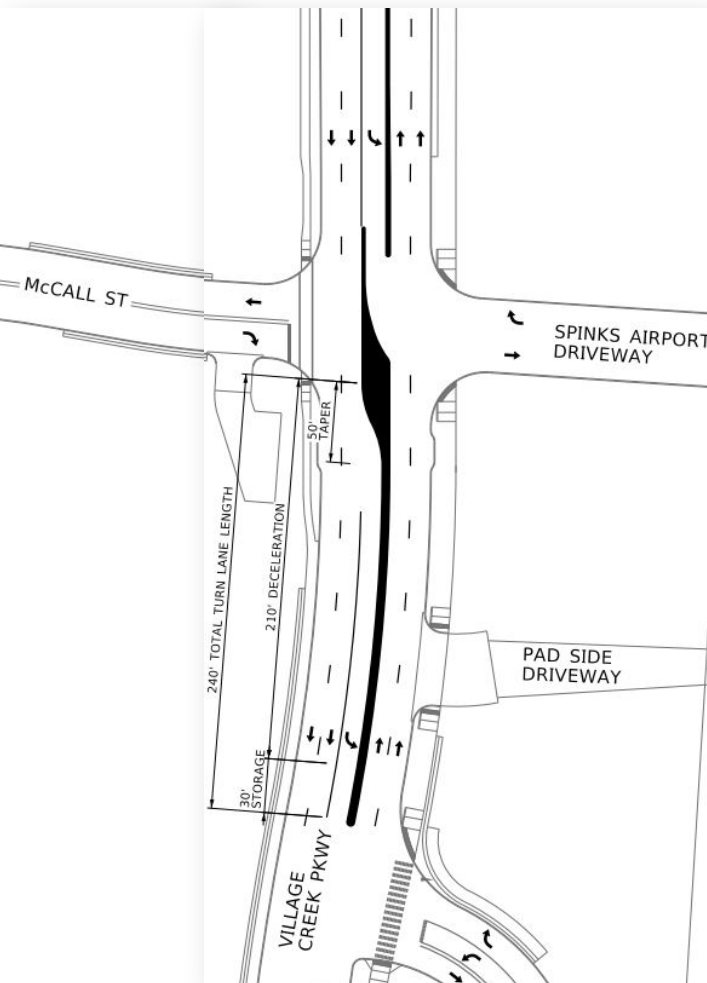 McCALL ST
SPINKS AIRPORT
DRIVEWAY
50'
TAPER
240' TOTAL TURN LANE LENGTH
210' DECELERATION
PAD SIDE
DRIVEWAY
30'
STORAGE
VILLAGE
CREEK PKWY